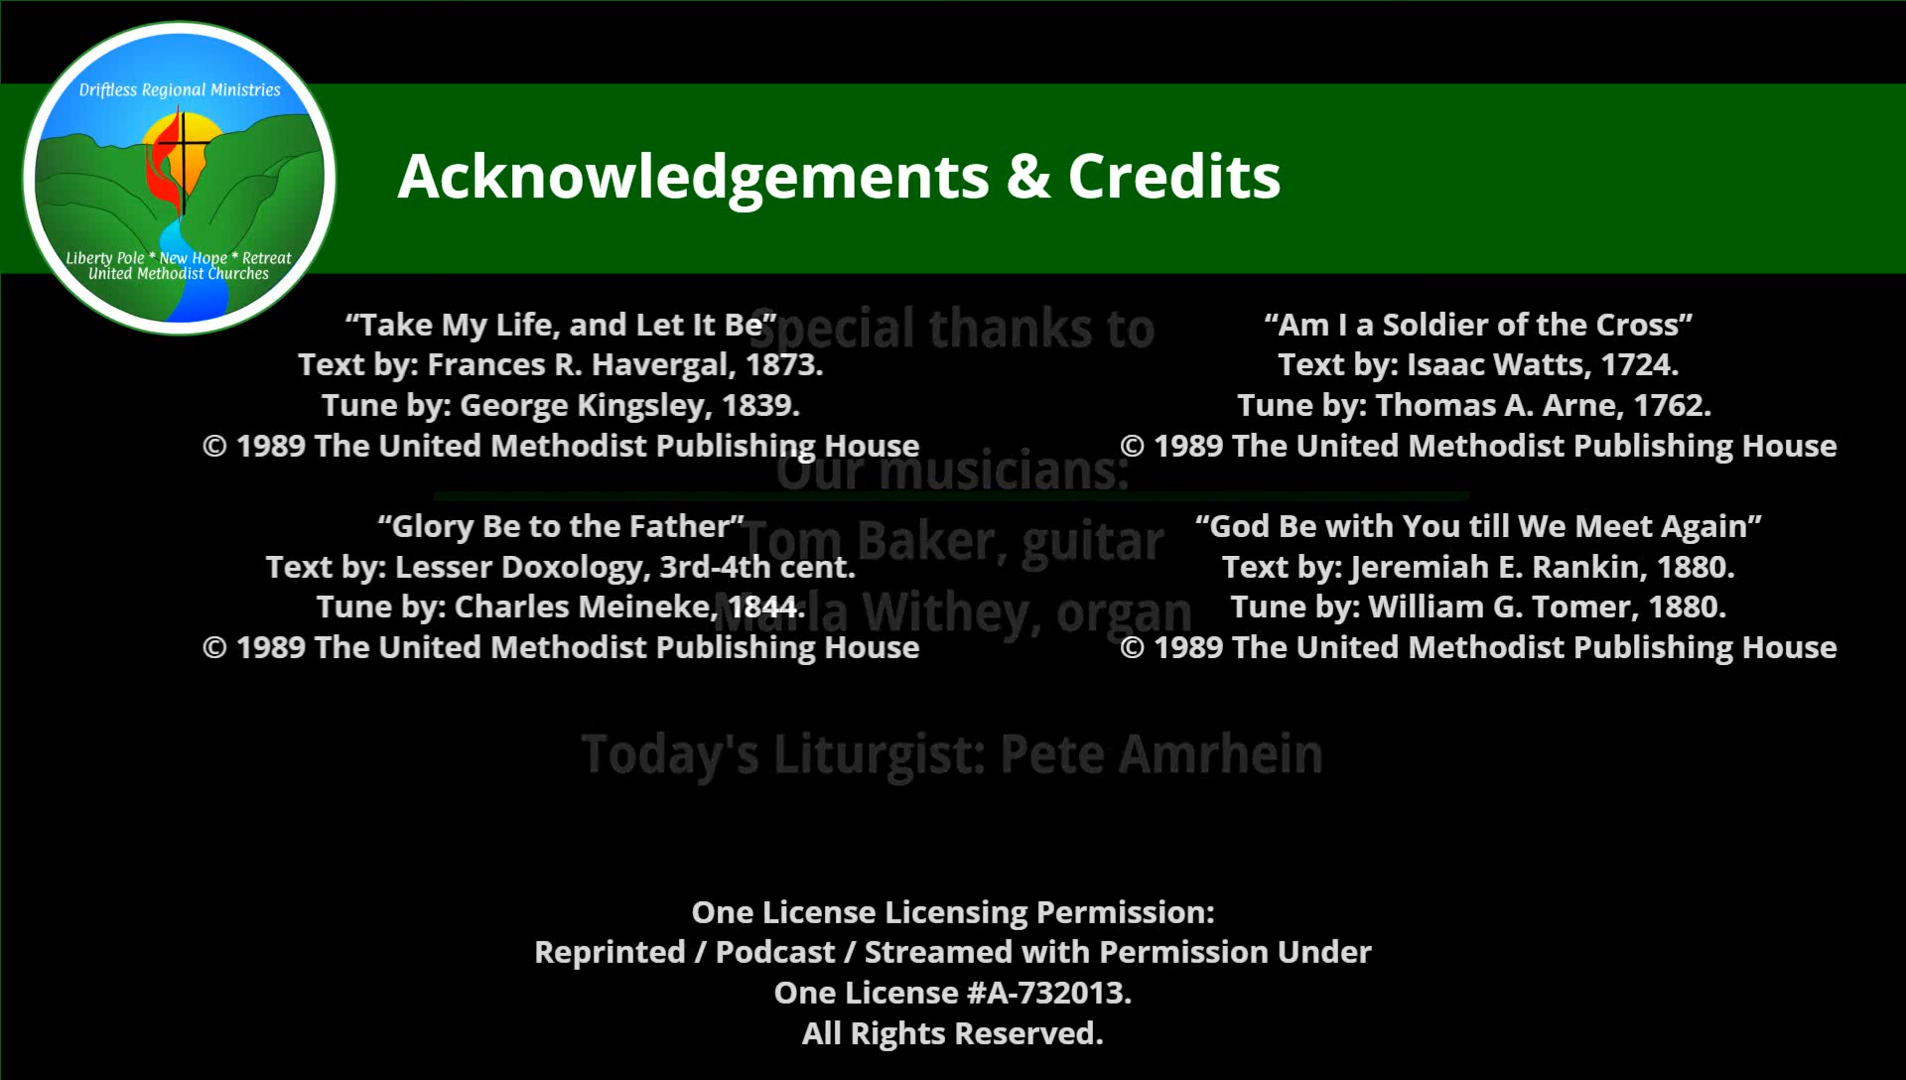 Driftless Regional Ministries
Liberty Pole * New Hope * Retreat
United Methodist Churches
Acknowledgements & Credits
“Take My Life, and Let It Be”
Text by: Frances R. Havergal, 1873.
Tune by: George Kingsley, 1839.
© 1989 The United Methodist Publishing House
“Am I a Soldier of the Cross”
Text by: Isaac Watts, 1724.
Tune by: Thomas A. Arne, 1762.
© 1989 The United Methodist Publishing House
“Glory Be to the Father”
Text by: Lesser Doxology, 3rd-4th cent.
Tune by: Charles Meineke, 1844.
© 1989 The United Methodist Publishing House
“God Be with You till We Meet Again”
Text by: Jeremiah E. Rankin, 1880.
Tune by: William G. Tomer, 1880.
© 1989 The United Methodist Publishing House
Special thanks to
Our musicians:
Tom Baker, guitar
Marla Withey, organ
Today's Liturgist: Pete Amrhein
One License Licensing Permission:
Reprinted / Podcast / Streamed with Permission Under
One License #A-732013.
All Rights Reserved.